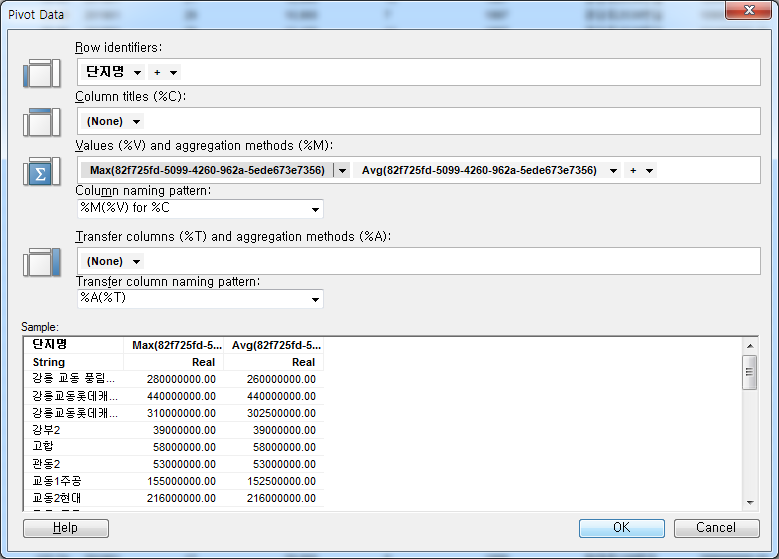 Pivot Data
Row identifiers:
단지명 +
Column titles (%C):
(None)
Values (%V) and aggregation methods (%M):
Max(82f725fd-5099-4260-962a-5ede673e7356) Avg(82f725fd-5099-4260-962a-5ede673e7356) +
Column naming pattern:
%M(%V) for %C
Transfer columns (%T) and aggregation methods (%A):
(None)
Transfer column naming pattern:
%A(%T)
Sample:
단지명 Max(82f725fd-5... Avg(82f725fd-5...
String Real Real
강릉 교동 풍림... 280000000.00 260000000.00
강릉교동롯데캐... 440000000.00 440000000.00
강릉교동롯데캐... 310000000.00 302500000.00
강부2 39000000.00 39000000.00
고합 58000000.00 58000000.00
관동2 53000000.00 53000000.00
교동1주공 155000000.00 152500000.00
교동2현대 216000000.00 216000000.00
Help OK Cancel